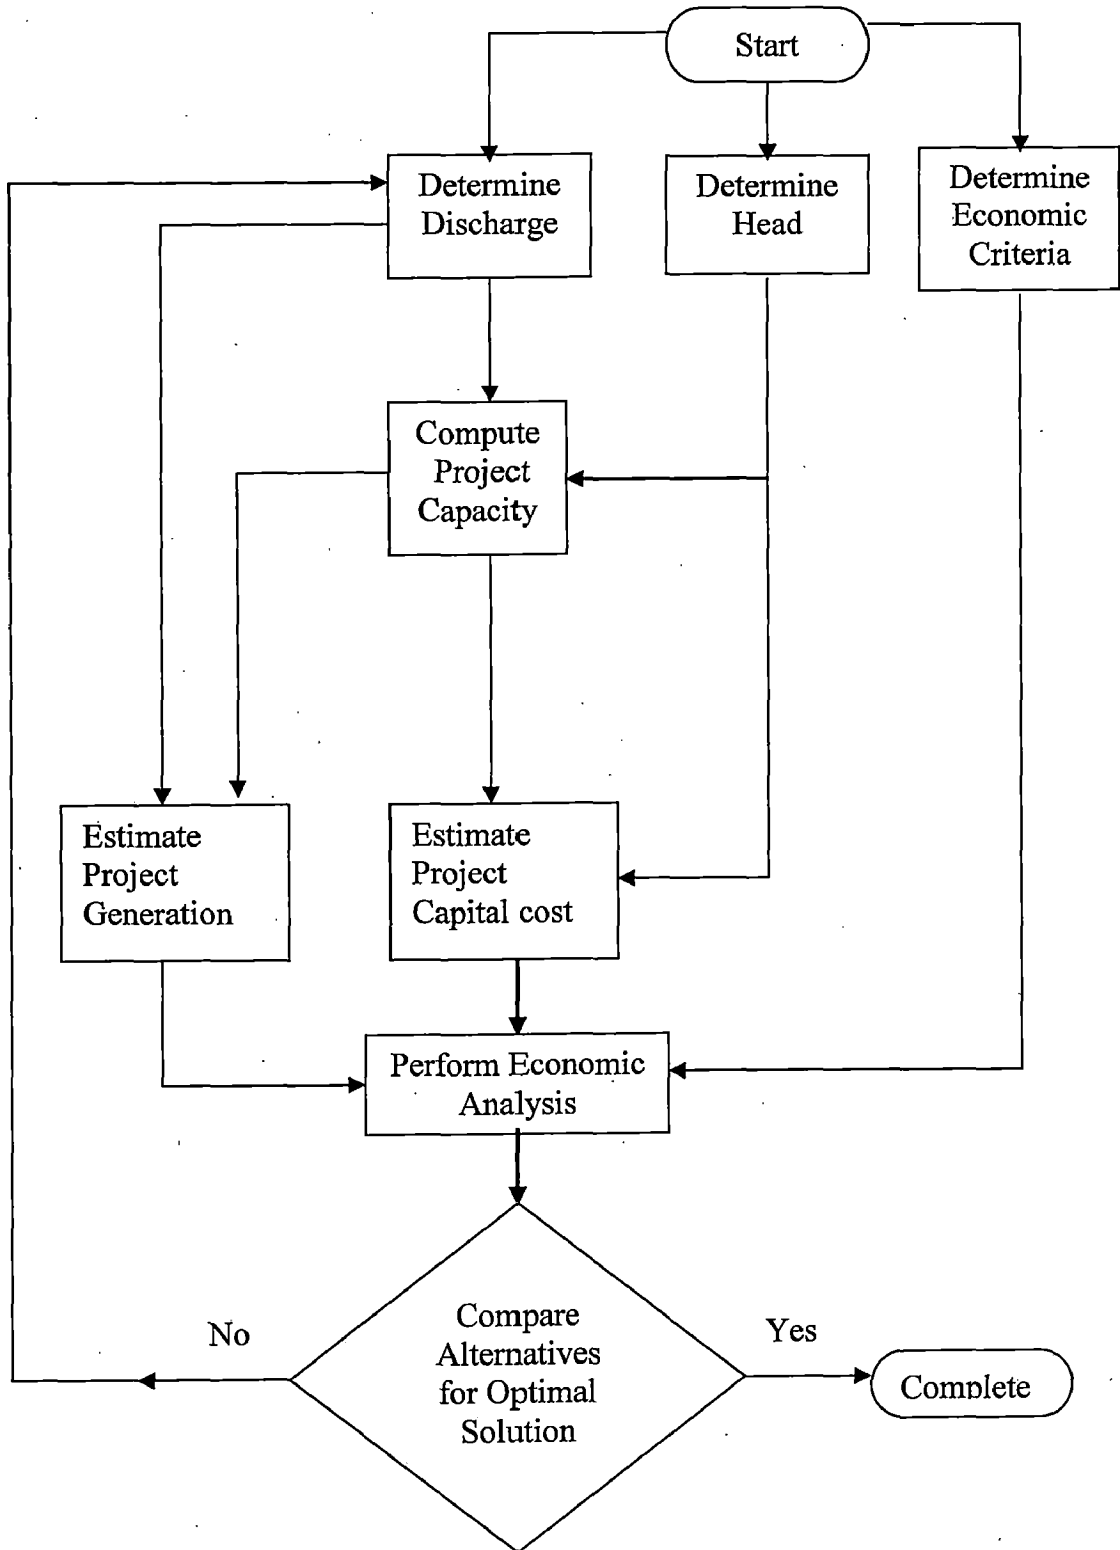 Start
Determine
Discharge
Determine
Head
Determine
Economic
Criteria
Compute
Project
Capacity
Estimate
Project
Generation
Estimate
Project
Capital cost
Perform Economic
Analysis
Compare
Alternatives
for Optimal
Solution
No
Yes
Complete